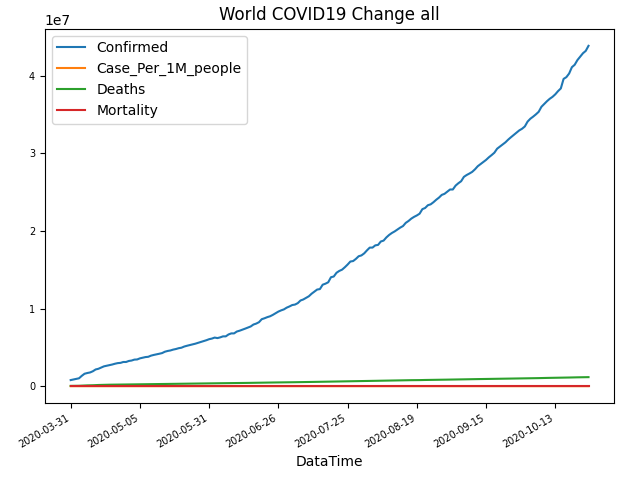 World COVID19 Change all
1e7
Confirmed
Case_Per_1M_people
Deaths
Mortality
4
3
2
1
0
2020-03-31
2020-05-05
2020-05-31
2020-06-26
2020-07-25
2020-08-19
2020-09-15
2020-10-13
DataTime